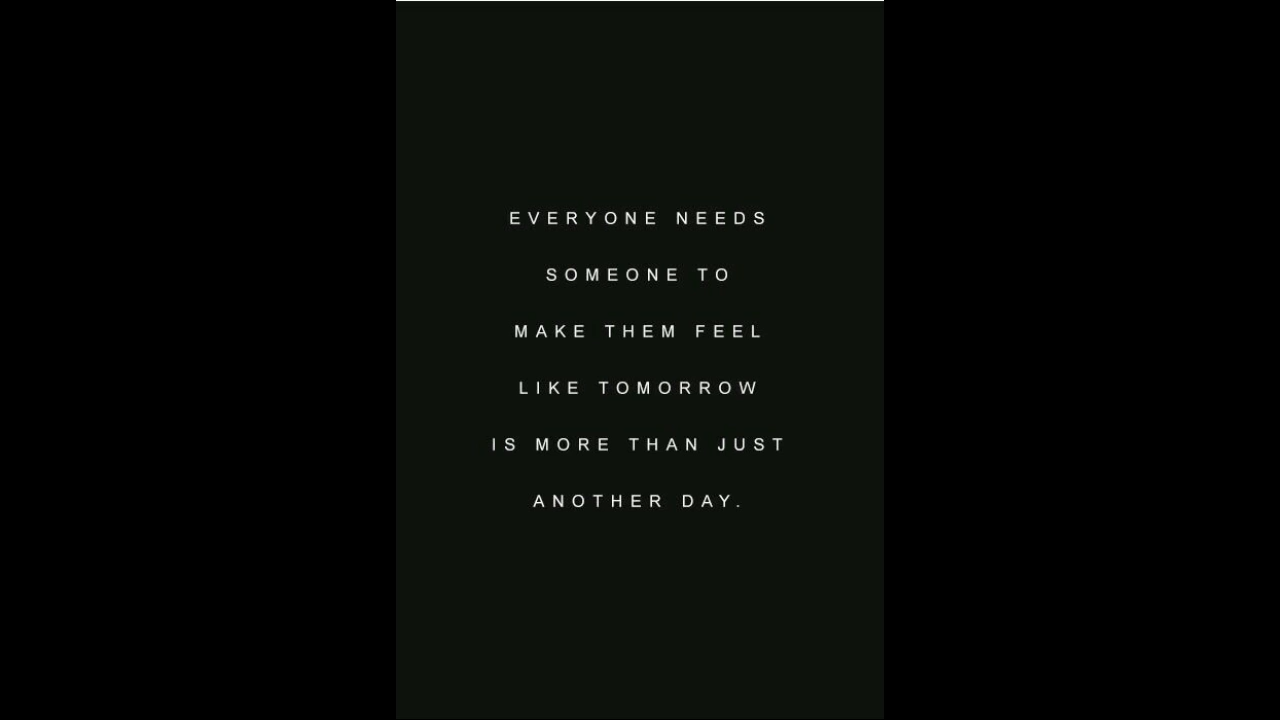 EVERYONE NEEDS
SOMEONE TO
MAKE THEM FEEL
LIKE TOMORROW
IS MORE THAN JUST
ANOTHER DAY.